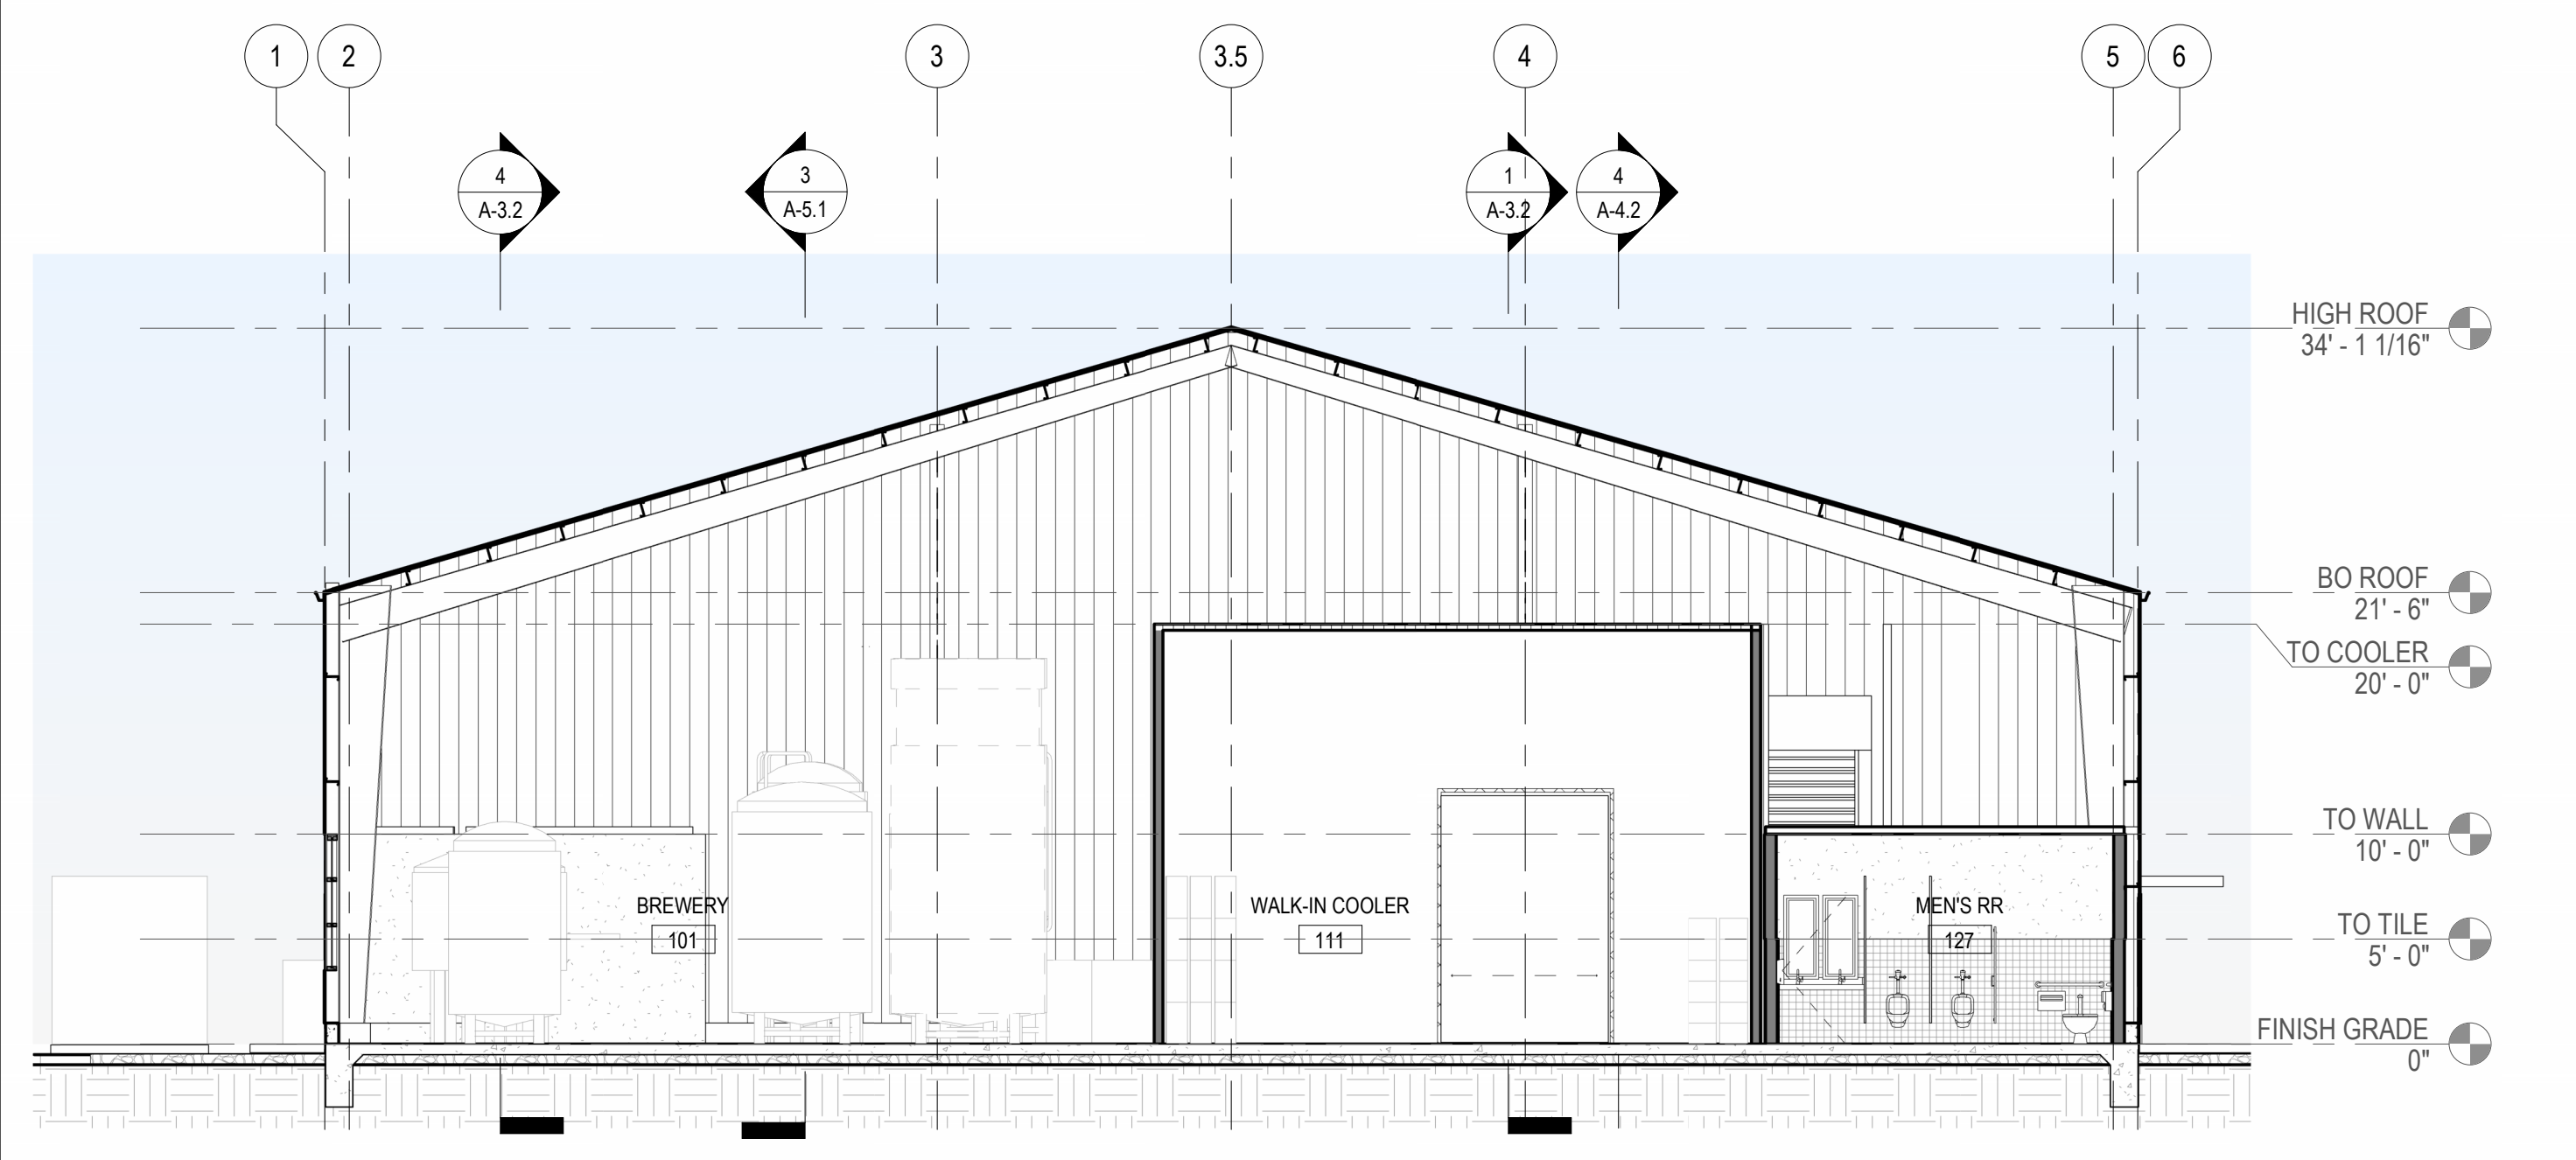 1
2
3
3.5
4
5
6
4
A-3.2
3
A-5.1
1
A-3.2
4
A-4.2
HIGH ROOF
34' - 1 1/16"
BO ROOF
21' - 6"
TO COOLER
20' - 0"
TO WALL
10' - 0"
BREWERY
101
WALK-IN COOLER
111
MEN'S RR
127
TO TILE
5' - 0"
FINISH GRADE
0"